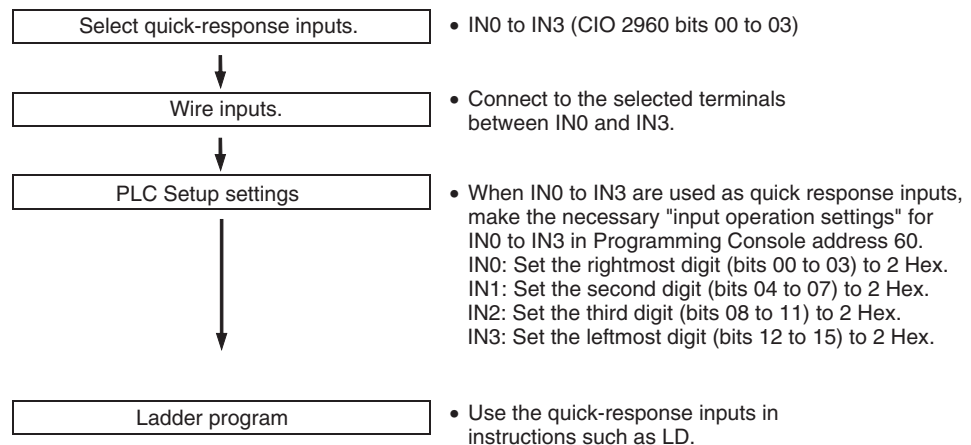 Select quick-response inputs.
• IN0 to IN3 (CIO 2960 bits 00 to 03)
Wire inputs.
• Connect to the selected terminals
between IN0 and IN3.
PLC Setup settings
• When IN0 to IN3 are used as quick response inputs,
make the necessary "input operation settings" for
IN0 to IN3 in Programming Console address 60.
IN0: Set the rightmost digit (bits 00 to 03) to 2 Hex.
IN1: Set the second digit (bits 04 to 07) to 2 Hex.
IN2: Set the third digit (bits 08 to 11) to 2 Hex.
IN3: Set the leftmost digit (bits 12 to 15) to 2 Hex.
Ladder program
• Use the quick-response inputs in
instructions such as LD.